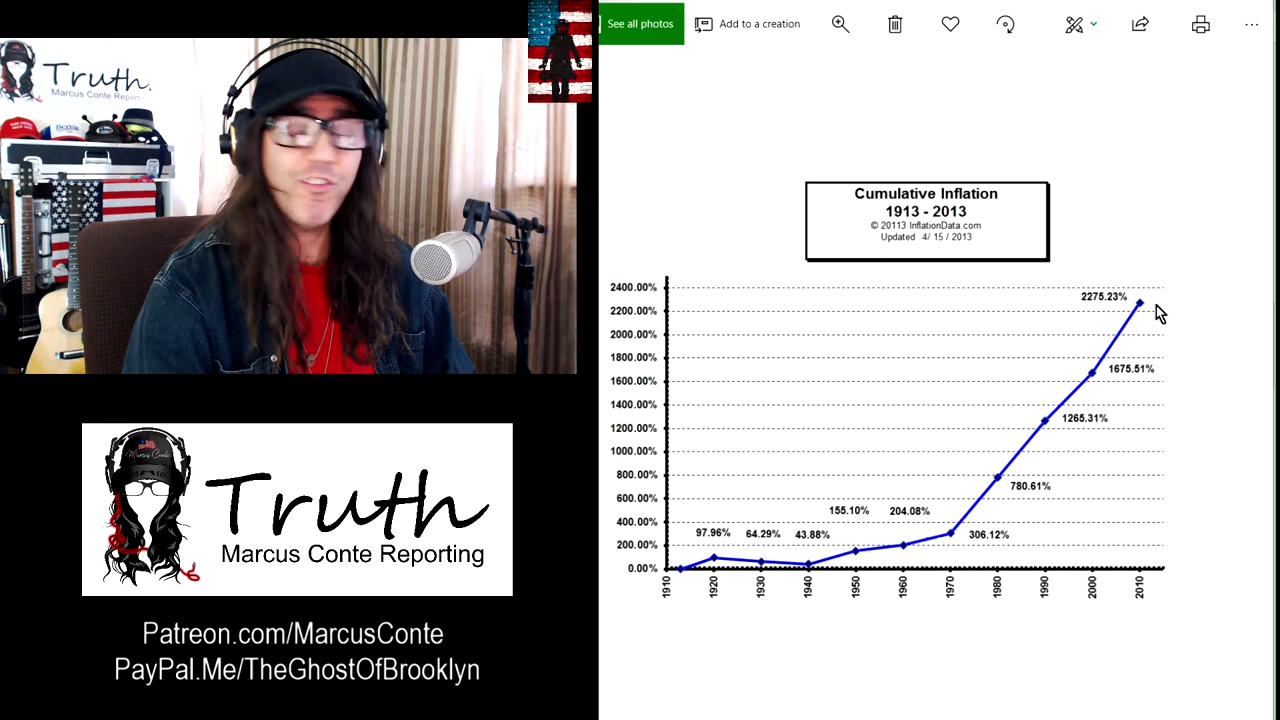 Truth.
Marcus Conte Reporting
Marcus Conte
Truth
Marcus Conte Reporting
Patreon.com/MarcusConte
PayPal.Me/TheGhostOfBrooklyn
See all photos
Add to a creation
Cumulative Inflation
1913 - 2013
© 20113 InflationData.com
Updated 4/ 15 / 2013
2400.00%
2200.00%
2000.00%
1800.00%
1600.00%
1400.00%
1200.00%
1000.00%
800.00%
600.00%
400.00%
200.00%
0.00%
97.96%
64.29%
43.88%
155.10%
204.08%
306.12%
780.61%
1265.31%
1675.51%
2275.23%
1910
1920
1930
1940
1950
1960
1970
1980
1990
2000
2010